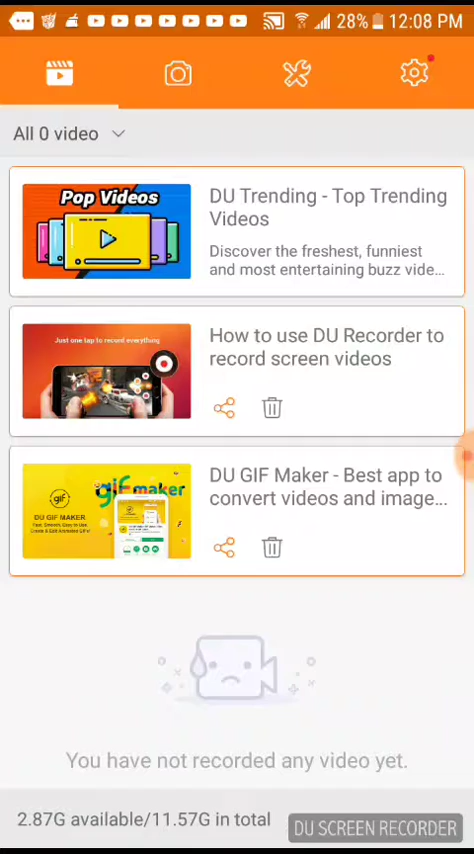 28% 12:08 PM
All 0 video
Pop Videos
DU Trending - Top Trending
Videos
Discover the freshest, funniest
and most entertaining buzz vide...
Just one tap to record everything
How to use DU Recorder to
record screen videos
gif maker
gif
DU GIF MAKER
DU GIF Maker - Best app to
convert videos and image...
You have not recorded any video yet.
2.87G available/11.57G in total
DU SCREEN RECORDER